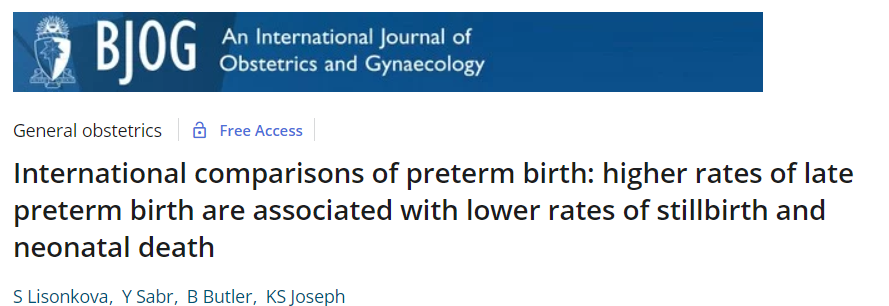 BJOG
An International Journal of
Obstetrics and Gynaecology
General obstetrics
Free Access
International comparisons of preterm birth: higher rates of late
preterm birth are associated with lower rates of stillbirth and
neonatal death
S Lisonkova, Y Sabr, B Butler, KS Joseph